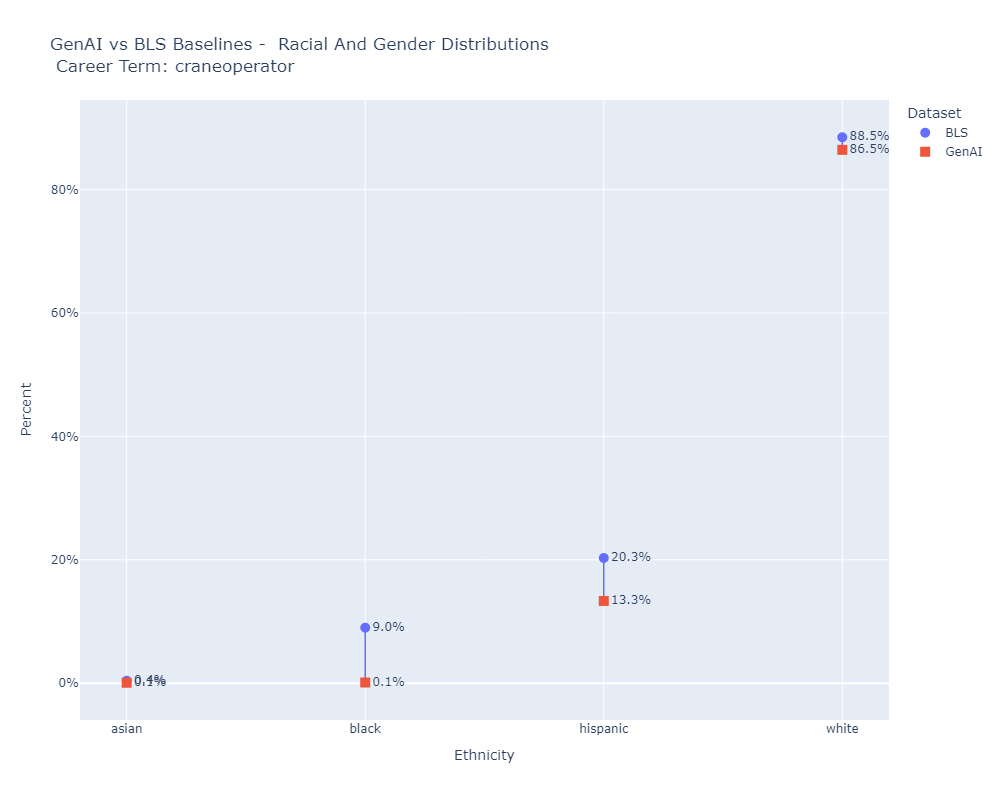 GenAI vs BLS Baselines -  Racial And Gender Distributions
Career Term: craneoperator
Dataset
BLS
GenAI
88.5%
86.5%
80%
60%
40%
20%
0%
20.3%
13.3%
9.0%
0.1%
0.4%
0.1%
Percent
asian
black
hispanic
white
Ethnicity